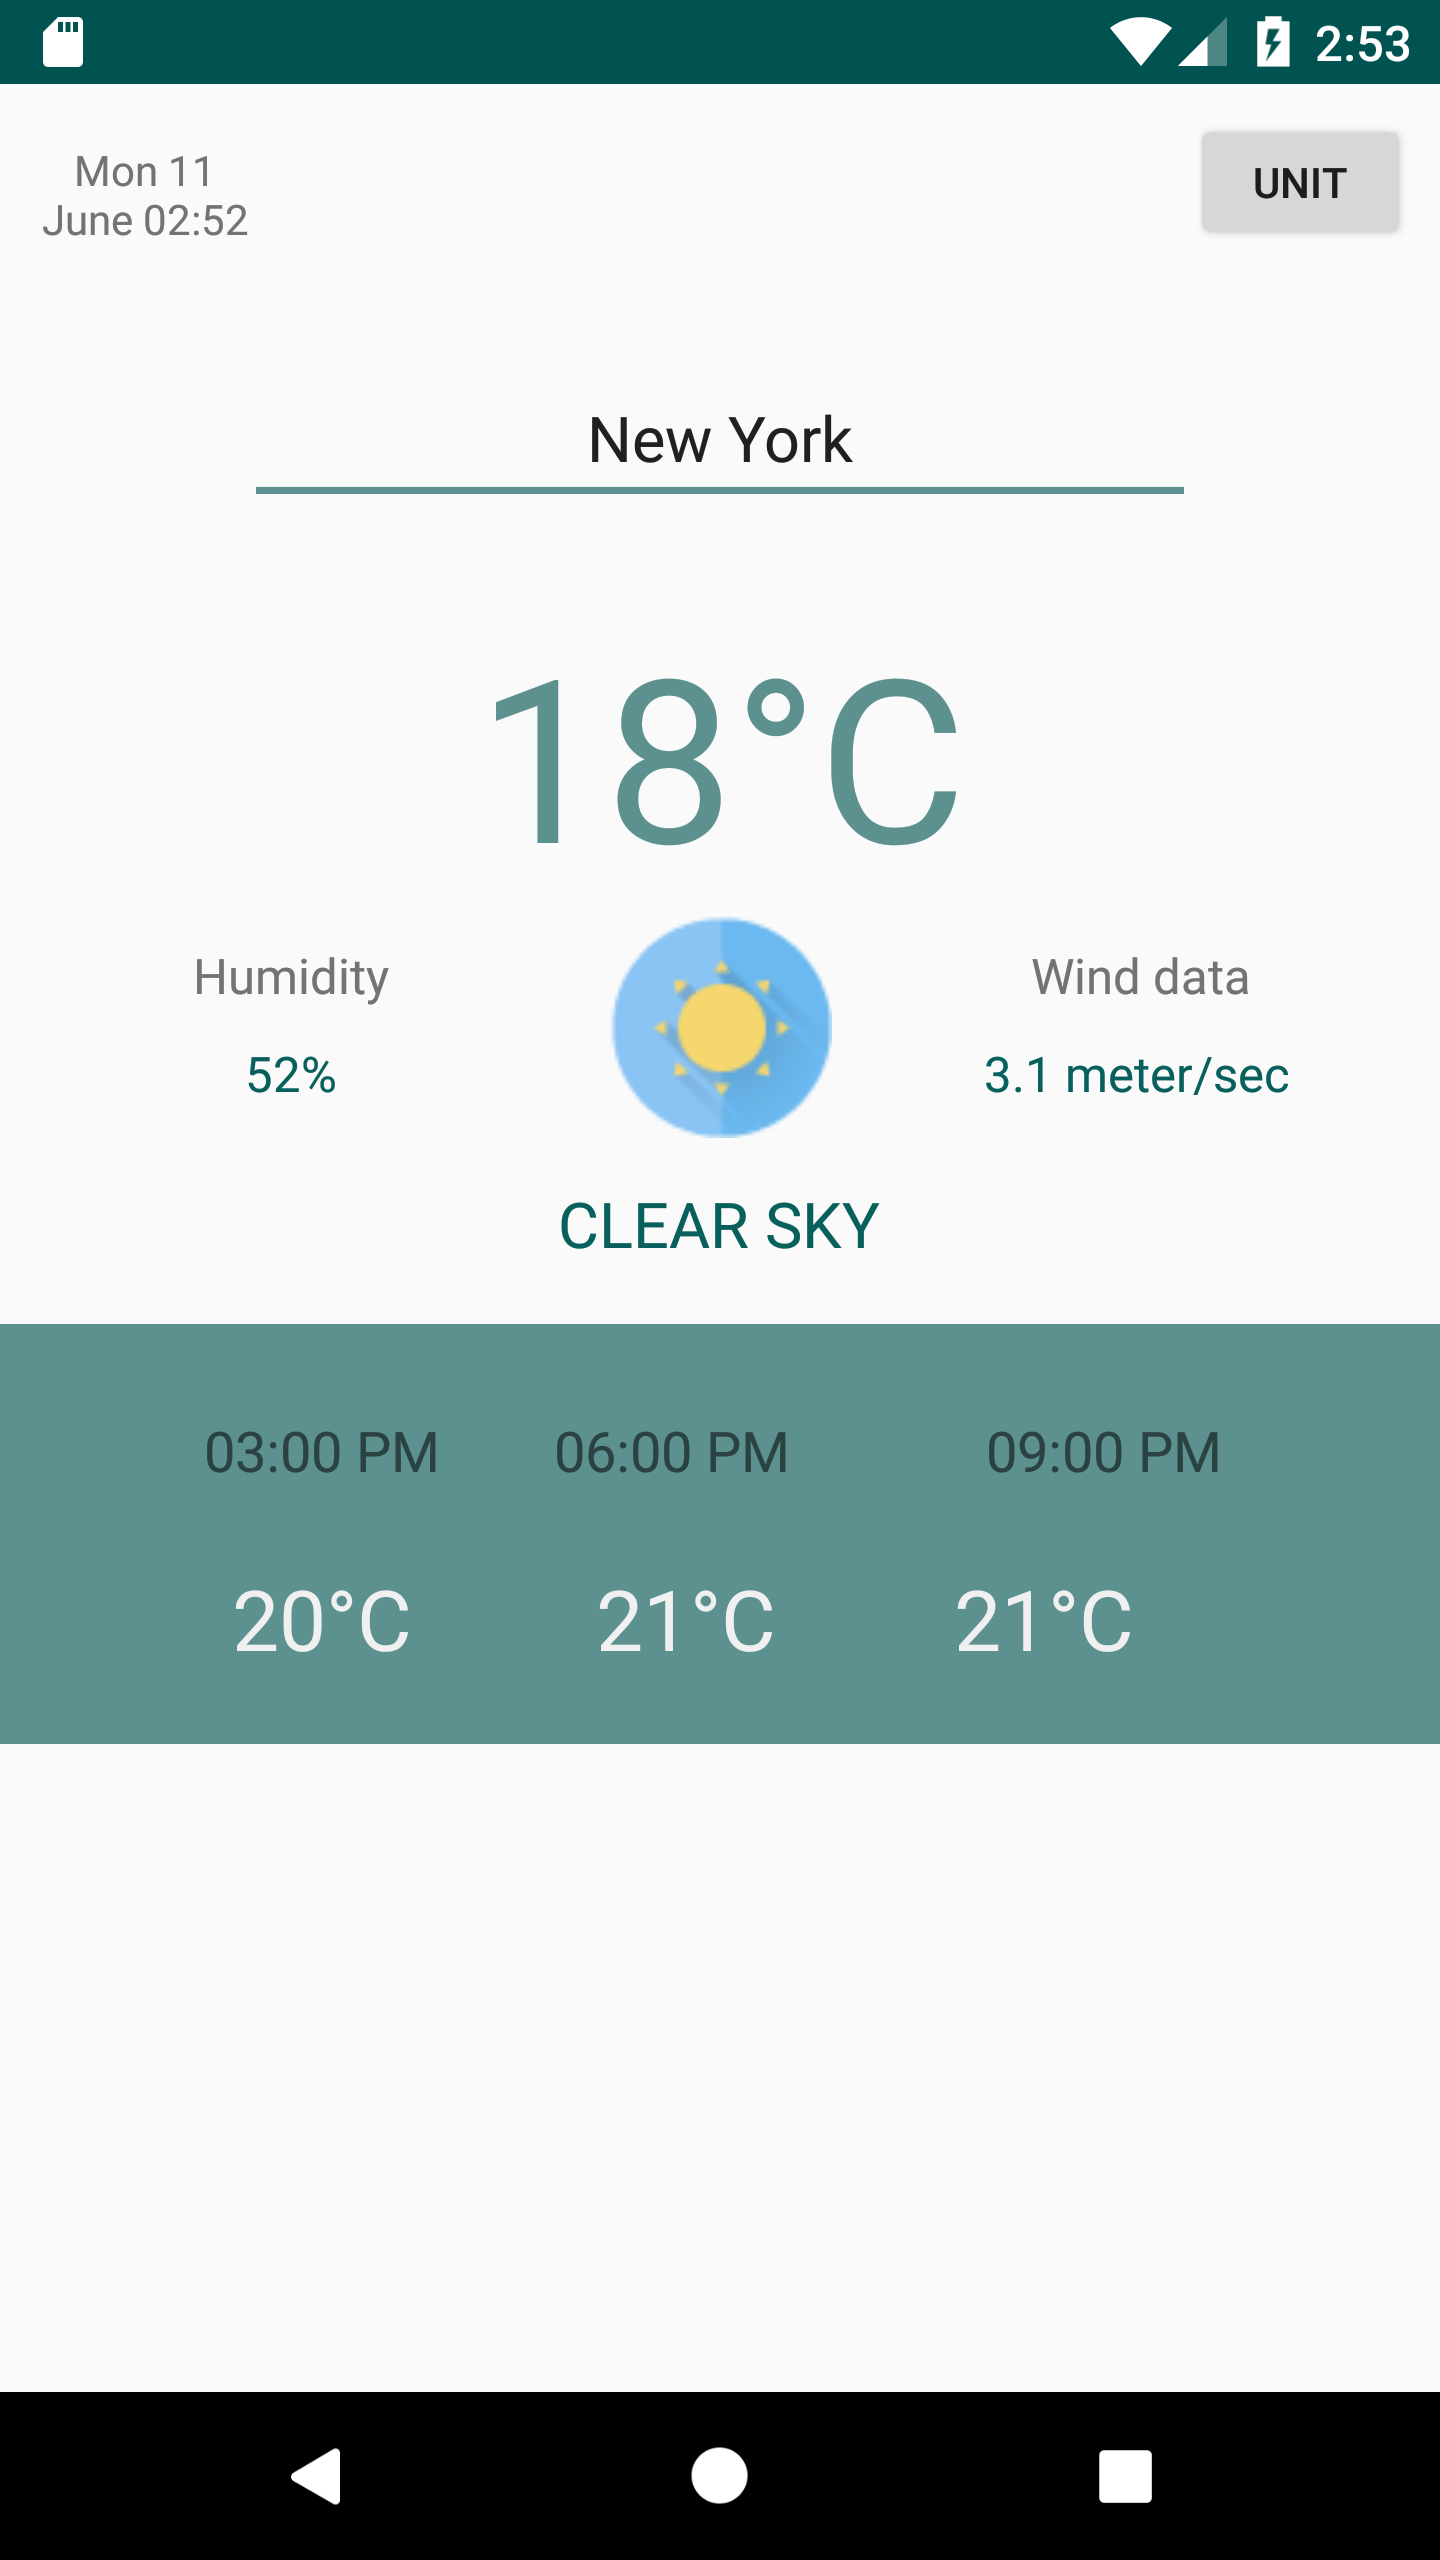 2:53
Mon 11
June 02:52
UNIT
New York
18°C
Humidity
Wind data
52%
3.1 meter/sec
CLEAR SKY
03:00 PM 06:00 PM 09:00 PM
20°C 21°C 21°C